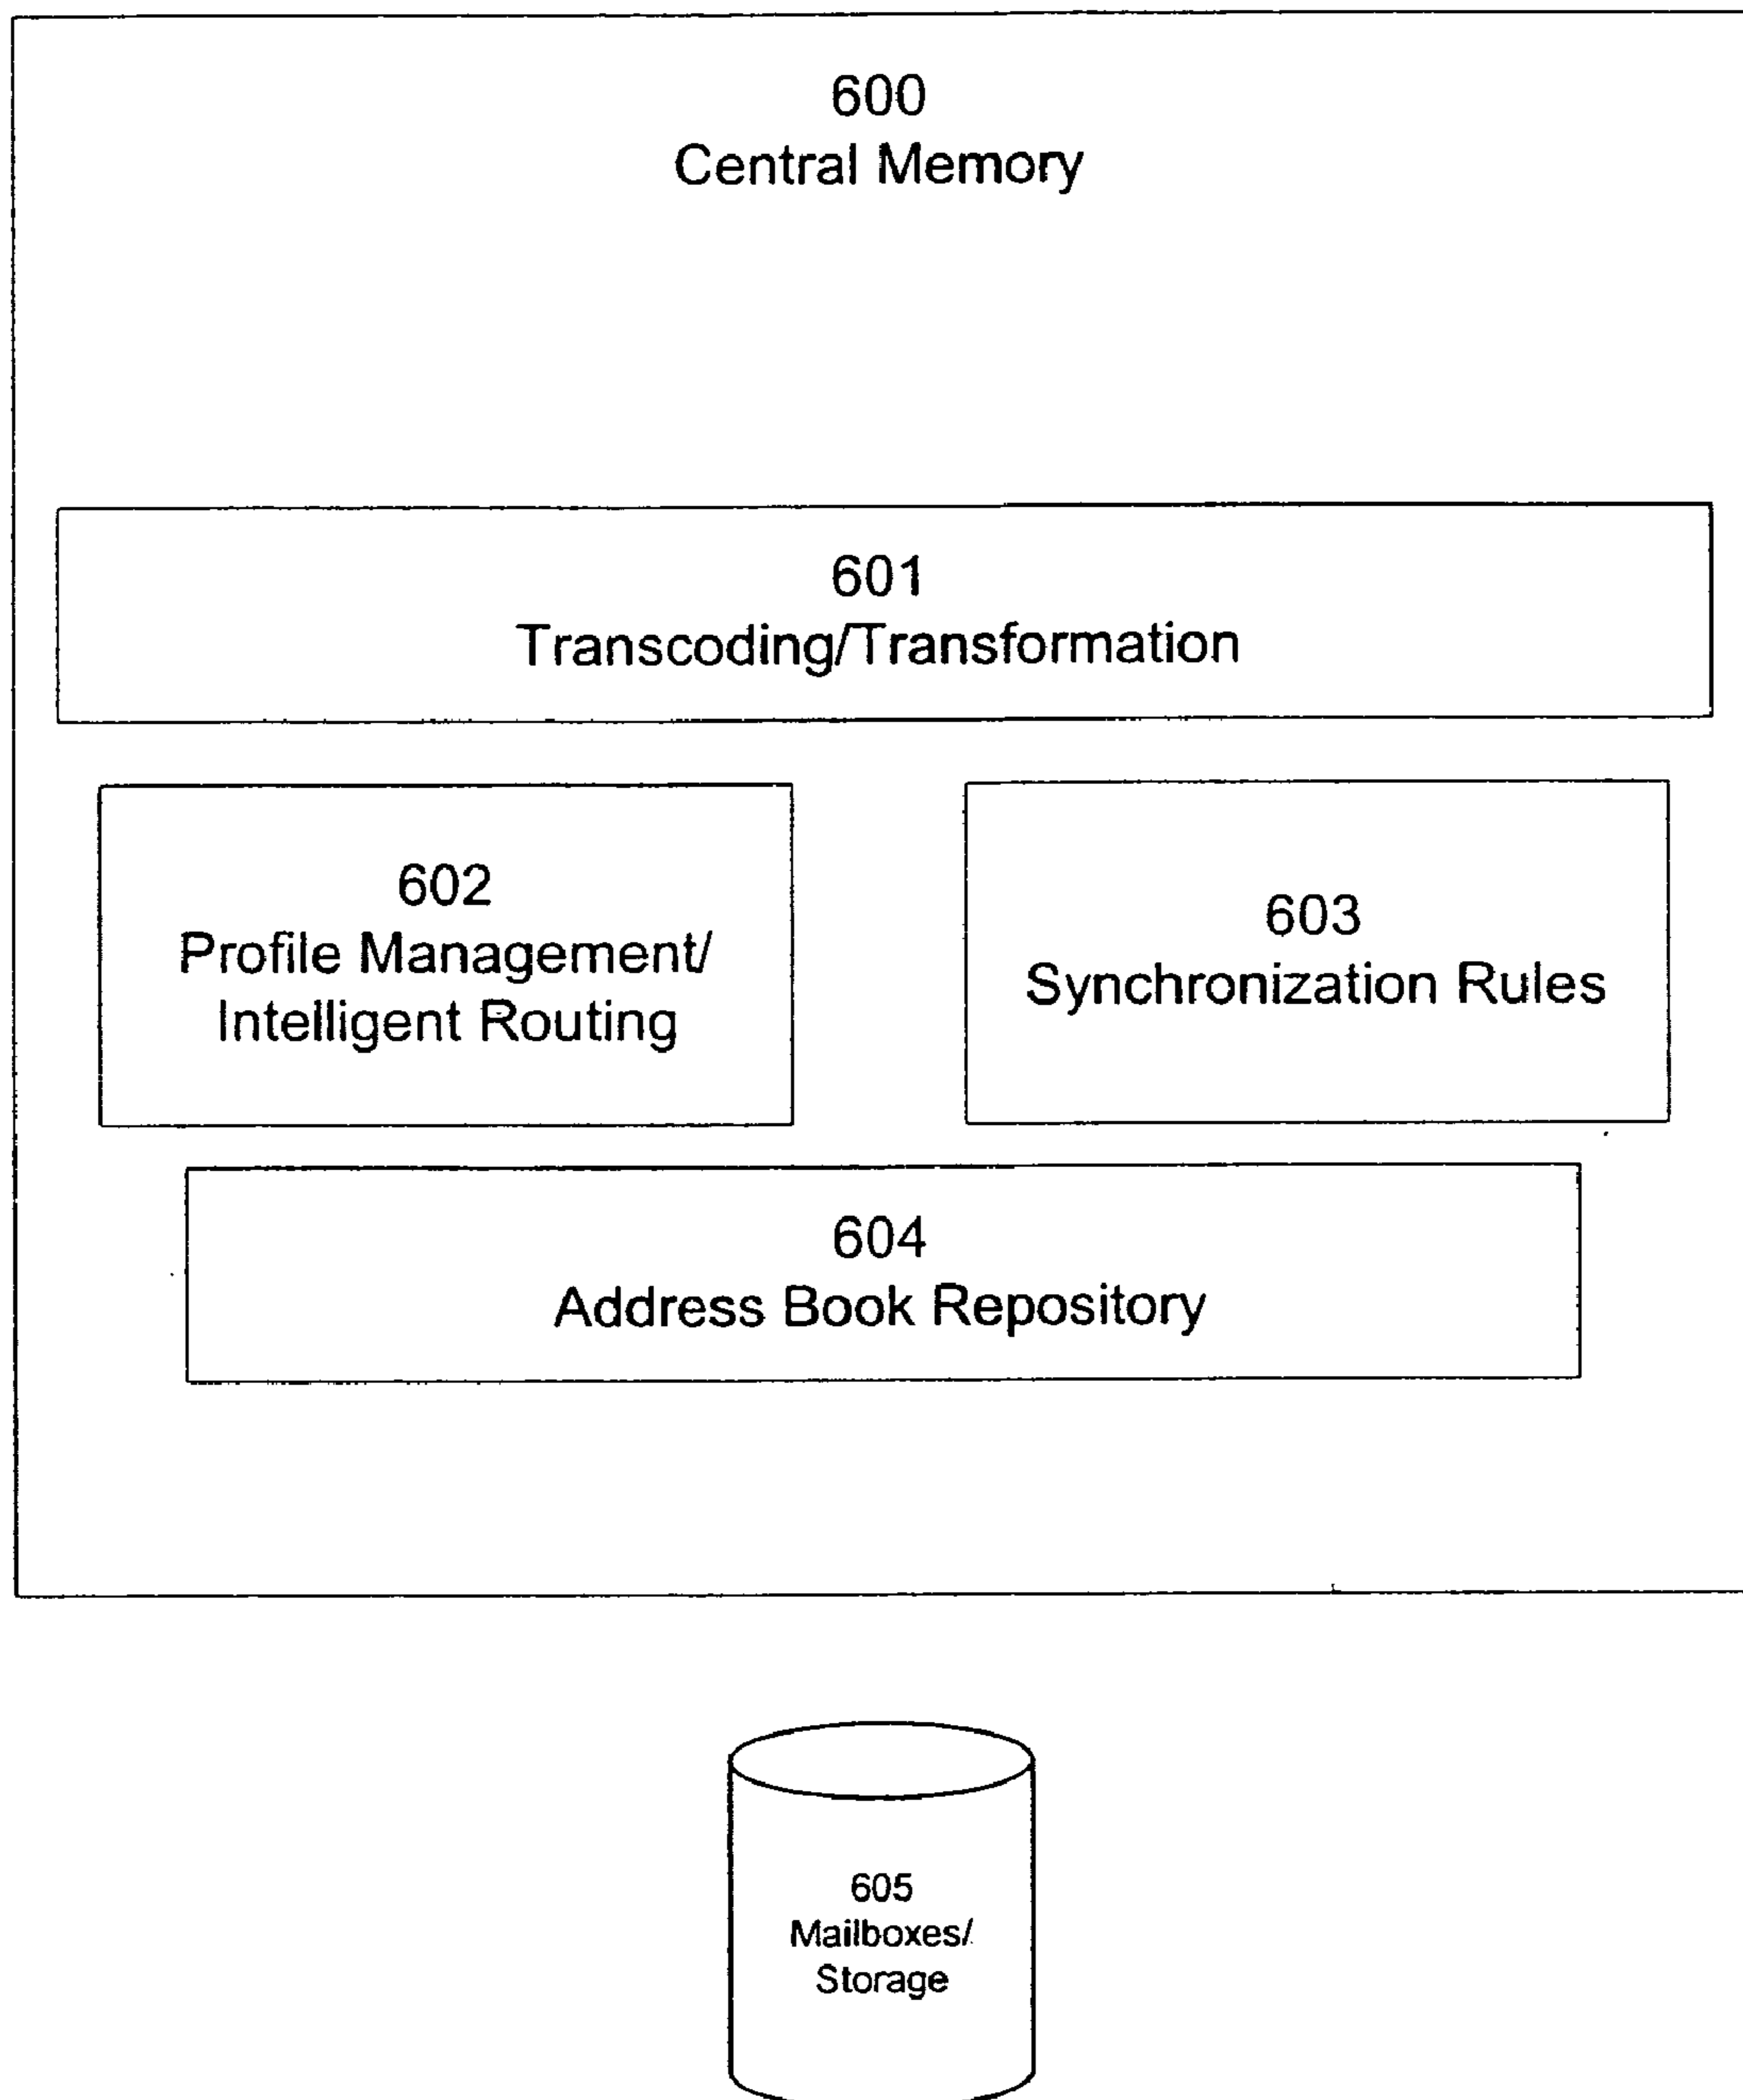 600
Central Memory
601
Transcoding/Transformation
602
Profile Management/
Intelligent Routing
603
Synchronization Rules
604
Address Book Repository
605
Mailboxes/
Storage